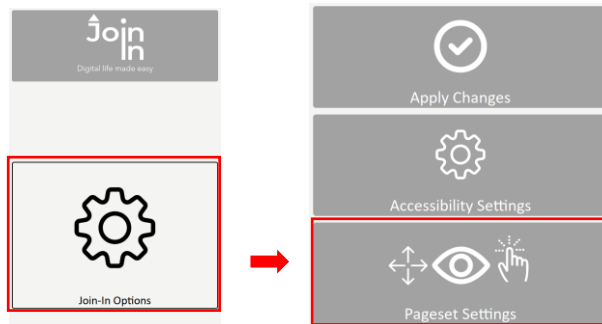 Join
In
Digital life made easy
Join-In Options
Apply Changes
Accessibility Settings
Pageset Settings